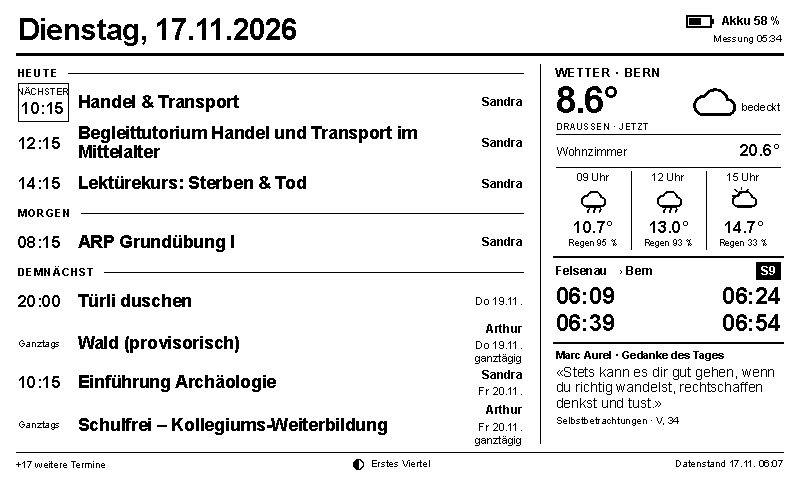 Dienstag, 17.11.2026
Akku 58 %
Messung 05:34
HEUTE
NÄCHSTER
10:15 Handel & Transport Sandra
12:15 Begleittutorium Handel und Transport im
Mittelalter Sandra
14:15 Lektürekurs: Sterben & Tod Sandra
MORGEN
08:15 ARP Grundübung I Sandra
DEMNÄCHST
20:00 Türli duschen Do 19.11.
Ganztags Wald (provisorisch) Arthur
Do 19.11.
ganztägig
10:15 Einführung Archäologie Sandra
Fr 20.11.
Ganztags Schulfrei – Kollegiums-Weiterbildung Arthur
Fr 20.11.
ganztägig
WETTER · BERN
8.6° bedeckt
DRAUSSEN · JETZT
Wohnzimmer 20.6°
09 Uhr 12 Uhr 15 Uhr
10.7° 13.0° 14.7°
Regen 95 % Regen 93 % Regen 33 %
Felsenau › Bern S9
06:09 06:24
06:39 06:54
Marc Aurel · Gedanke des Tages
«Stets kann es dir gut gehen, wenn
du richtig wandelst, rechtschaffen
denkst und tust.»
Selbstbetrachtungen · V, 34
+17 weitere Termine
Erstes Viertel
Datenstand 17.11. 06:07